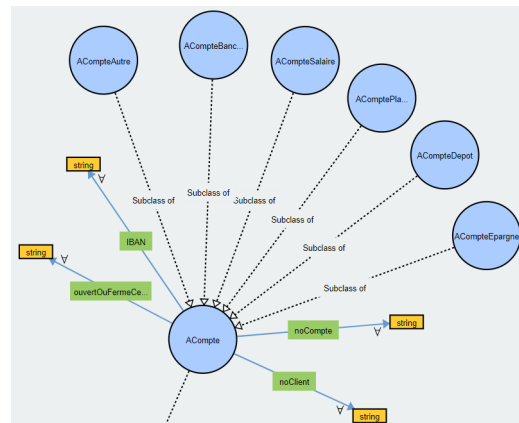 ACompteAutre
ACompteBanc...
ACompteSalaire
AComptePla...
ACompteDepot
ACompteEpargne
Subclass of
Subclass of
Subclass of
Subclass of
Subclass of
Subclass of
string
∀
IBAN
string
∀
ouvertOuFermeCe...
ACompte
noCompte
string
∀
noClient
∀
string